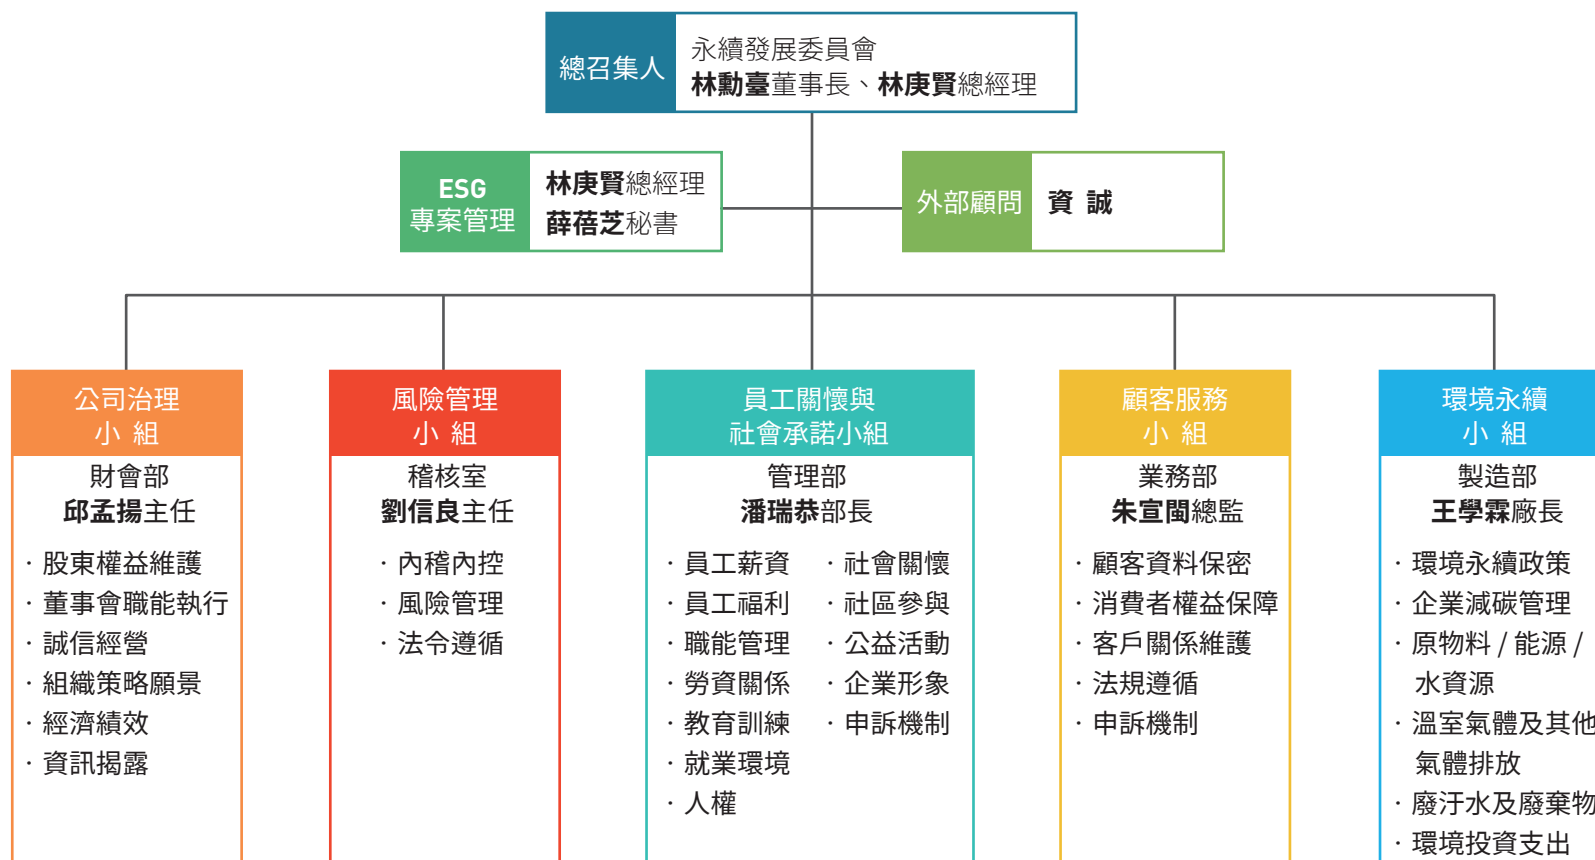 總召集人
永續發展委員會
林勳臺董事長、林庚賢總經理
ESG
專案管理
林庚賢總經理
薛蓓芝秘書
外部顧問
資 誠
公司治理
小 組
財會部
邱孟揚主任
· 股東權益維護
· 董事會職能執行
· 誠信經營
· 組織策略願景
· 經濟績效
· 資訊揭露
風險管理
小 組
稽核室
劉信良主任
· 內稽內控
· 風險管理
· 法令遵循
員工關懷與
社會承諾小組
管理部
潘瑞恭部長
· 員工薪資
· 員工福利
· 職能管理
· 勞資關係
· 教育訓練
· 就業環境
· 人權
· 社會關懷
· 社區參與
· 公益活動
· 企業形象
· 申訴機制
顧客服務
小 組
業務部
朱宣閩總監
· 顧客資料保密
· 消費者權益保障
· 客戶關係維護
· 法規遵循
· 申訴機制
環境永續
小 組
製造部
王學霖廠長
· 環境永續政策
· 企業減碳管理
· 原物料 / 能源 /
水資源
· 溫室氣體及其他
氣體排放
· 廢汙水及廢棄物
· 環境投資支出